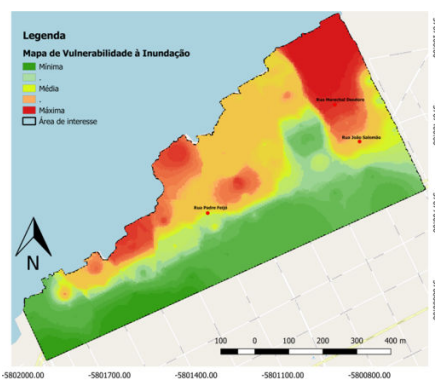 Legenda
Mapa de Vulnerabilidade à Inundação
Mínima
-
Média
-
Máxima
Área de interesse
Rua Marechal Deodoro
Rua João Salomão
Rua Padre Feijó
N
100 0 100 200 300 400 m
-5802000.00 -5801700.00 -5801400.00 -5801100.00 -5800800.00